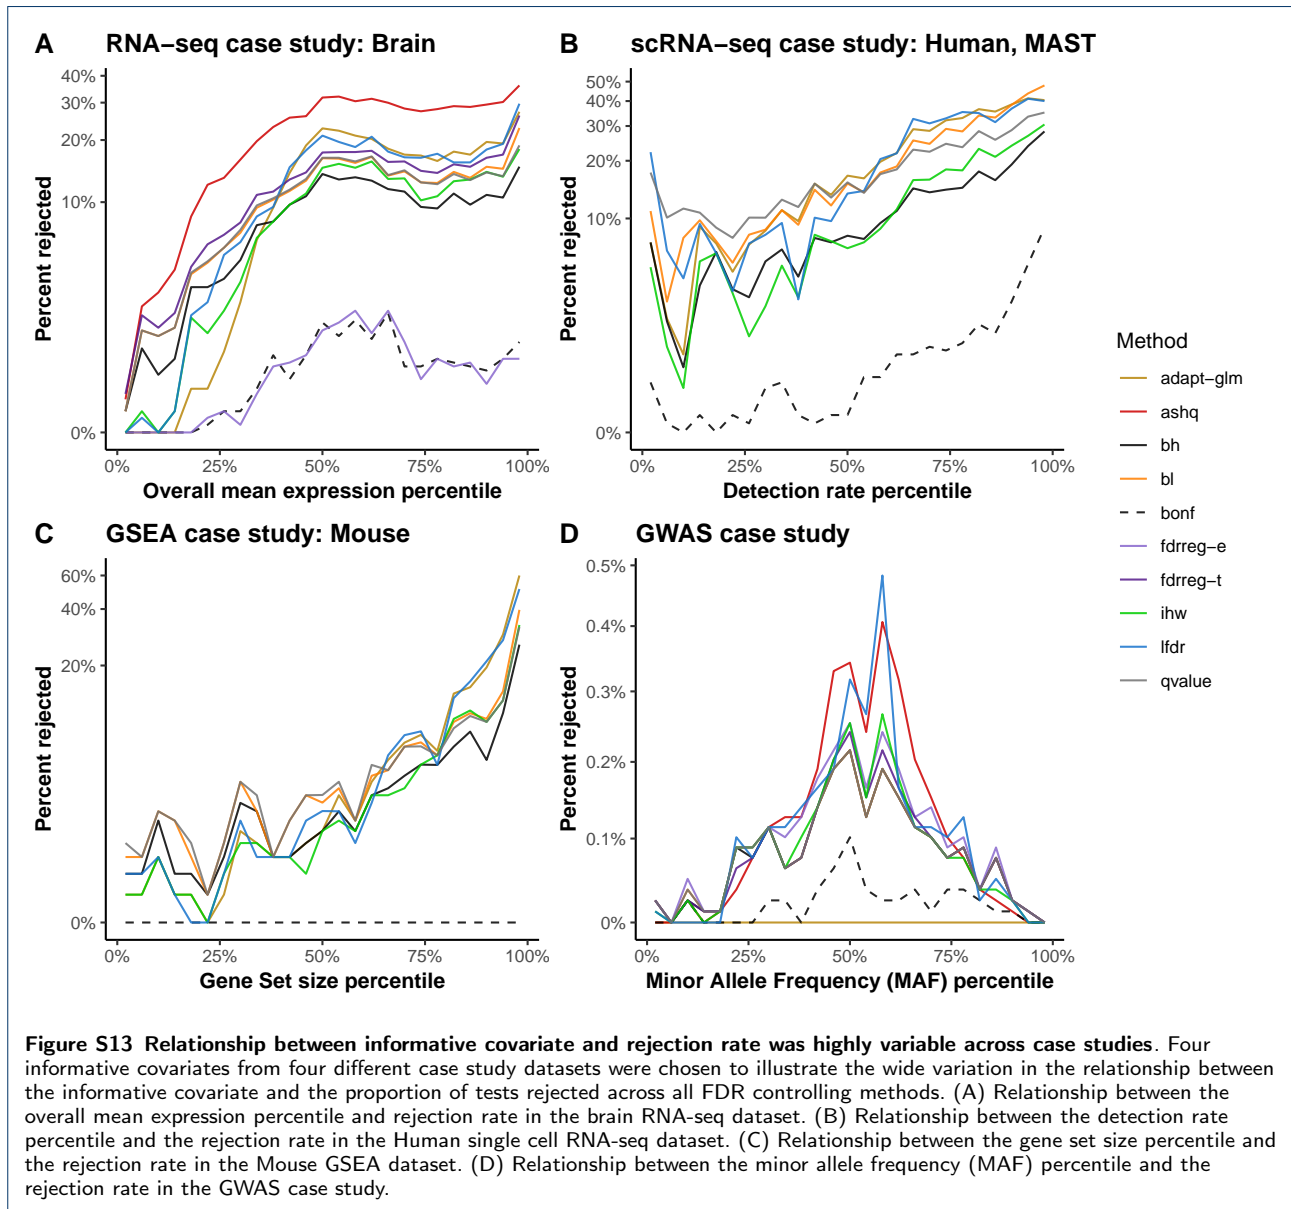 A RNA−seq case study: Brain
40%
30%
20%
10%
0%
Percent rejected
0% 25% 50% 75% 100%
Overall mean expression percentile
B scRNA−seq case study: Human, MAST
50%
40%
30%
20%
10%
0%
Percent rejected
0% 25% 50% 75% 100%
Detection rate percentile
C GSEA case study: Mouse
60%
40%
20%
0%
Percent rejected
0% 25% 50% 75% 100%
Gene Set size percentile
D GWAS case study
0.5%
0.4%
0.3%
0.2%
0.1%
0%
Percent rejected
0% 25% 50% 75% 100%
Minor Allele Frequency (MAF) percentile
Method
adapt−glm
ashq
bh
bl
bonf
fdrreg−e
fdrreg−t
ihw
lfdr
qvalue
Figure S13 Relationship between informative covariate and rejection rate was highly variable across case studies. Four
informative covariates from four different case study datasets were chosen to illustrate the wide variation in the relationship between
the informative covariate and the proportion of tests rejected across all FDR controlling methods. (A) Relationship between the
overall mean expression percentile and rejection rate in the brain RNA-seq dataset. (B) Relationship between the detection rate
percentile and the rejection rate in the Human single cell RNA-seq dataset. (C) Relationship between the gene set size percentile and
the rejection rate in the Mouse GSEA dataset. (D) Relationship between the minor allele frequency (MAF) percentile and the
rejection rate in the GWAS case study.